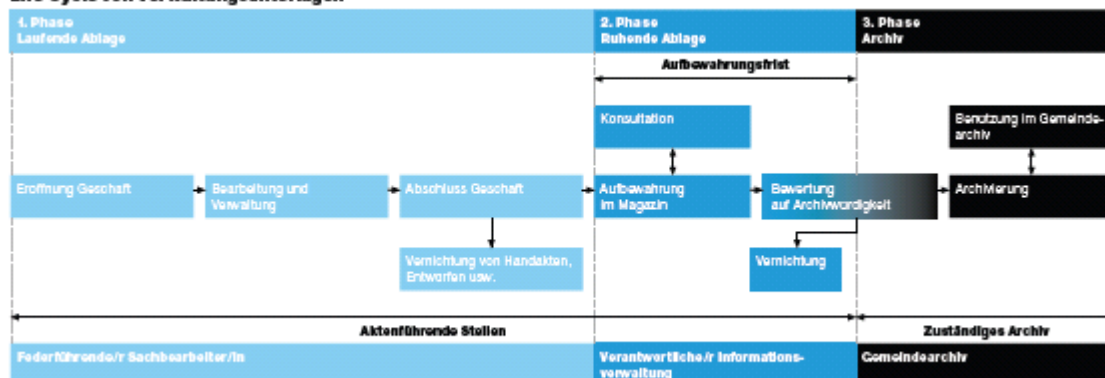 1. Phase
Laufende Ablage
2. Phase
Ruhende Ablage
3. Phase
Archiv
Aufbewahrungsfrist
Konsultation
Benutzung im Gemeinde-
archiv
Eröffnung Geschäft
Bearbeitung und
Verwaltung
Abschluss Geschäft
Aufbewahrung
im Magazin
Bewertung
auf Archivwürdigkeit
Archivierung
Vernichtung von Handakten,
Entwürfen usw.
Vernichtung
Aktenführende Stellen
Zuständiges Archiv
Federführende/r Sachbearbeiter/in
Verantwortliche/r Informations-
verwaltung
Gemeindearchiv